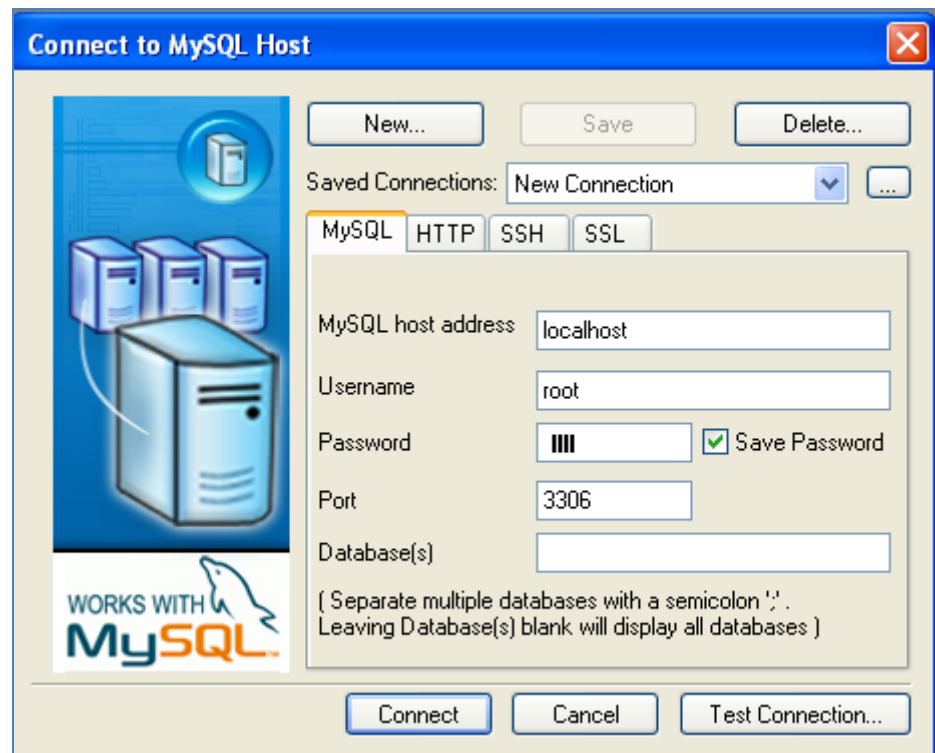 Connect to MySQL Host
New...
Save
Delete...
Saved Connections:
New Connection
...
MySQL
HTTP
SSH
SSL
MySQL host address
localhost
Username
root
Password
Save Password
Port
3306
Database(s)
( Separate multiple databases with a semicolon ';' .
Leaving Database(s) blank will display all databases )
WORKS WITH
MySQL
Connect
Cancel
Test Connection...